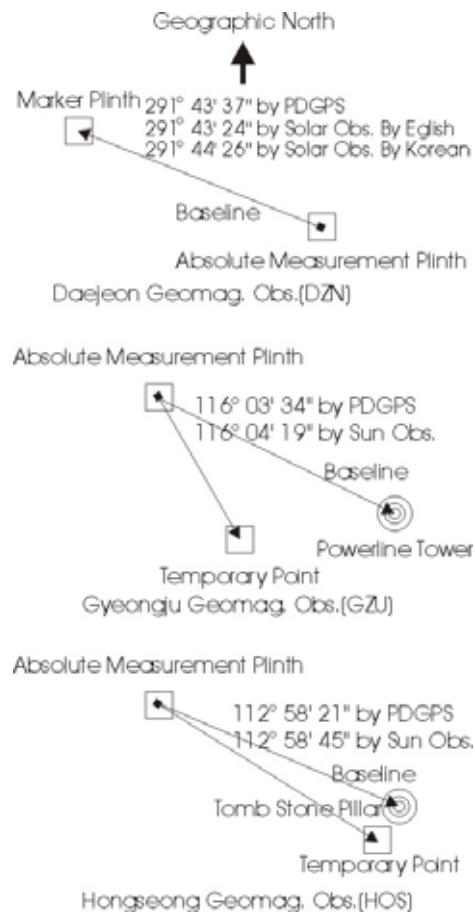 Geographic North
Marker Plinth
291° 43' 37" by PDGPS
291° 43' 24" by Solar Obs. By Eglish
291° 44' 26" by Solar Obs. By Korean
Baseline
Absolute Measurement Plinth
Daejeon Geomag. Obs.(DZN)
Absolute Measurement Plinth
116° 03' 34" by PDGPS
116° 04' 19" by Sun Obs.
Baseline
Powerline Tower
Temporary Point
Gyeongju Geomag. Obs.(GZU)
Absolute Measurement Plinth
112° 58' 21" by PDGPS
112° 58' 45" by Sun Obs.
Baseline
Tomb Stone Pillar
Temporary Point
Hongseong Geomag. Obs.(HOS)